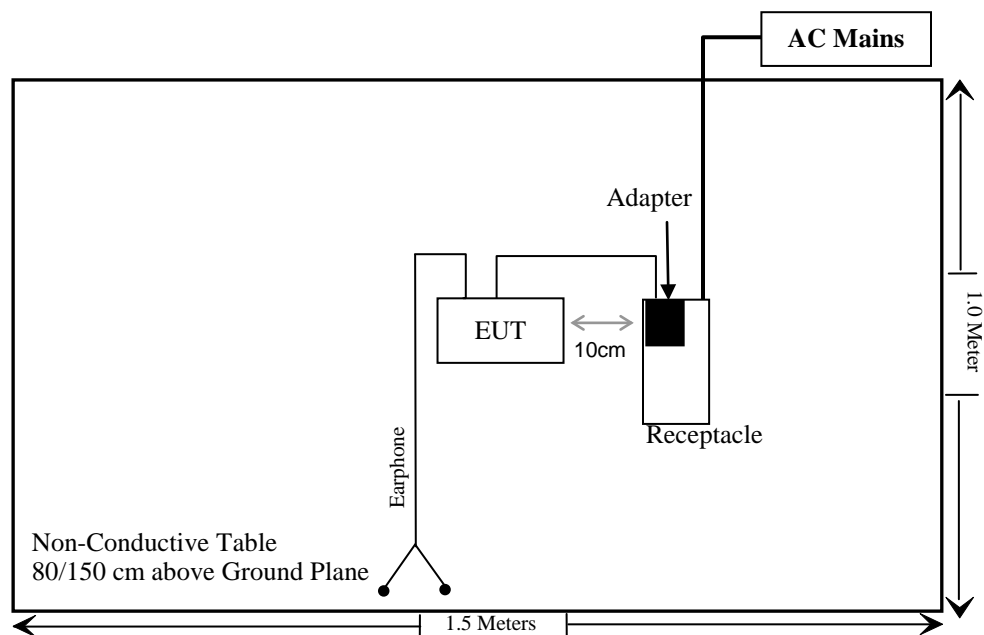 AC Mains
Adapter
EUT
10cm
1.0 Meter
Receptacle
Earphone
Non-Conductive Table
80/150 cm above Ground Plane
1.5 Meters